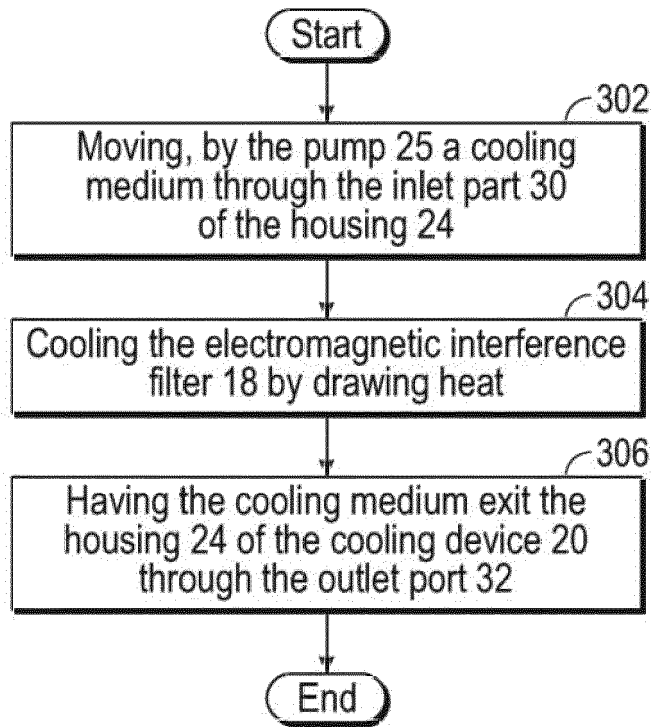 Start
302
Moving, by the pump 25 a cooling
medium through the inlet part 30
of the housing 24
304
Cooling the electromagnetic interference
filter 18 by drawing heat
306
Having the cooling medium exit the
housing 24 of the cooling device 20
through the outlet port 32
End